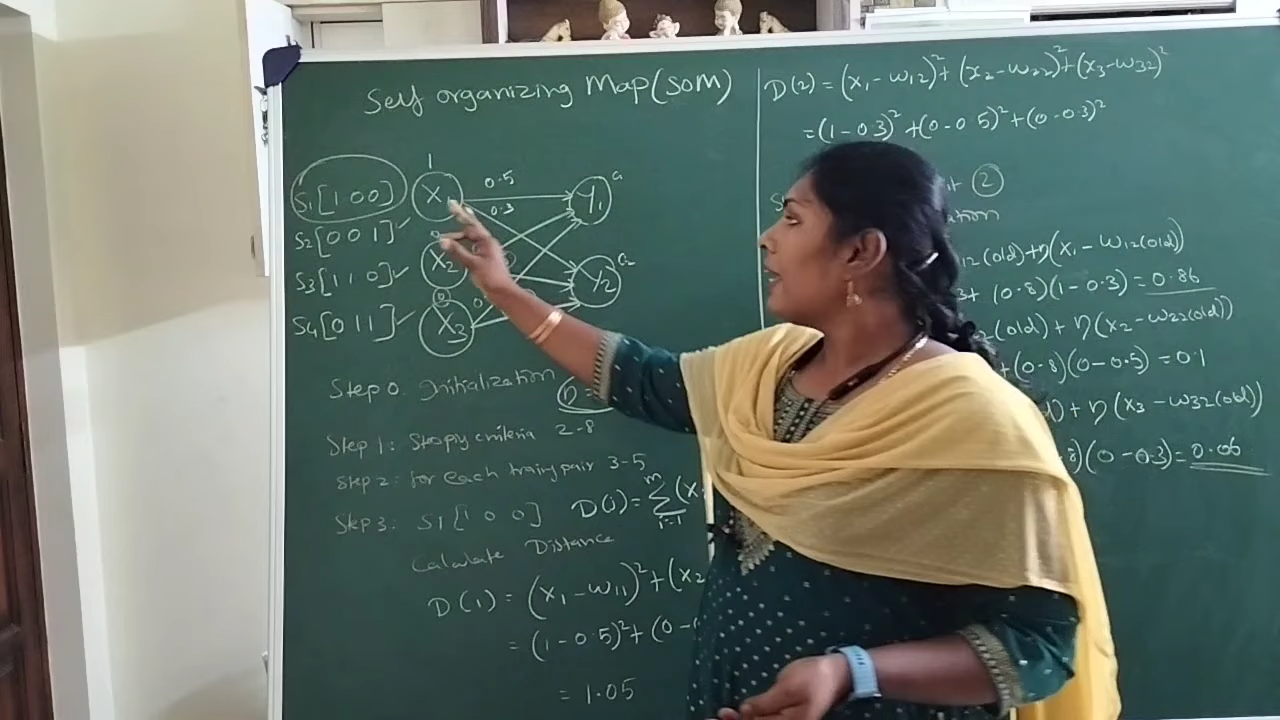 Self organizing Map (SOM)
S1 [1 0 0]
S2 [0 0 1] ✓
S3 [1 1 0] ✓
S4 [0 1 1] ✓
1
X1
X2
0
X3
0.5
0.3
Y1
Y2
Step 0: Initialization
Step 1: Stopping criteria 2-8
Step 2: for each training pair 3-5
Step 3: S1 [1 0 0] D(j) = Σ (x
m
i=1
Calculate Distance
D(1) = (x1 - w11)² + (x2
= (1 - 0.5)² + (0 -
= 1.05
D(2) = (x1 - w12)² + (x2 - w22)² + (x3 - w32)²
= (1 - 0.3)² + (0 - 0.5)² + (0 - 0.3)²
2
12(old) + η(x1 - w12(old))
3 + (0.8)(1 - 0.3) = 0.86
2(old) + η(x2 - w22(old))
+ (0.8)(0 - 0.5) = 0.1
) + η(x3 - w32(old))
8)(0 - 0.3) = 0.06